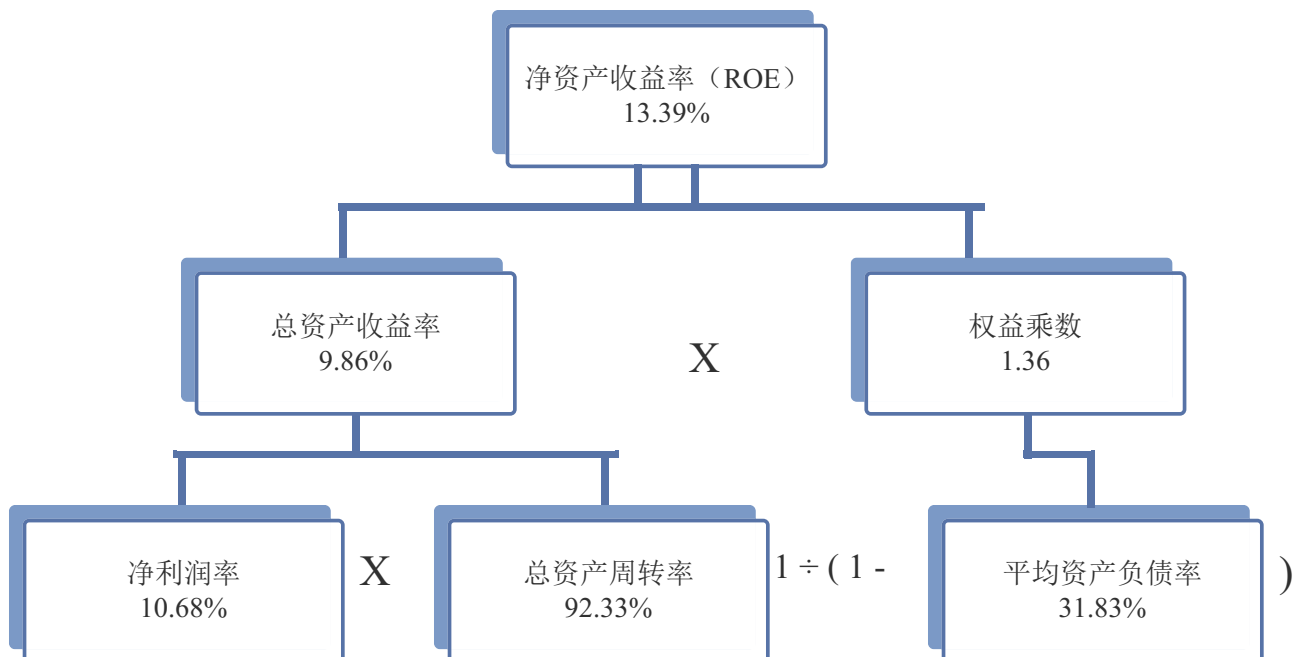 净资产收益率（ROE）
13.39%
总资产收益率
9.86%
X
权益乘数
1.36
净利润率
10.68%
X
总资产周转率
92.33%
1 ÷ ( 1 -
平均资产负债率
31.83%
)